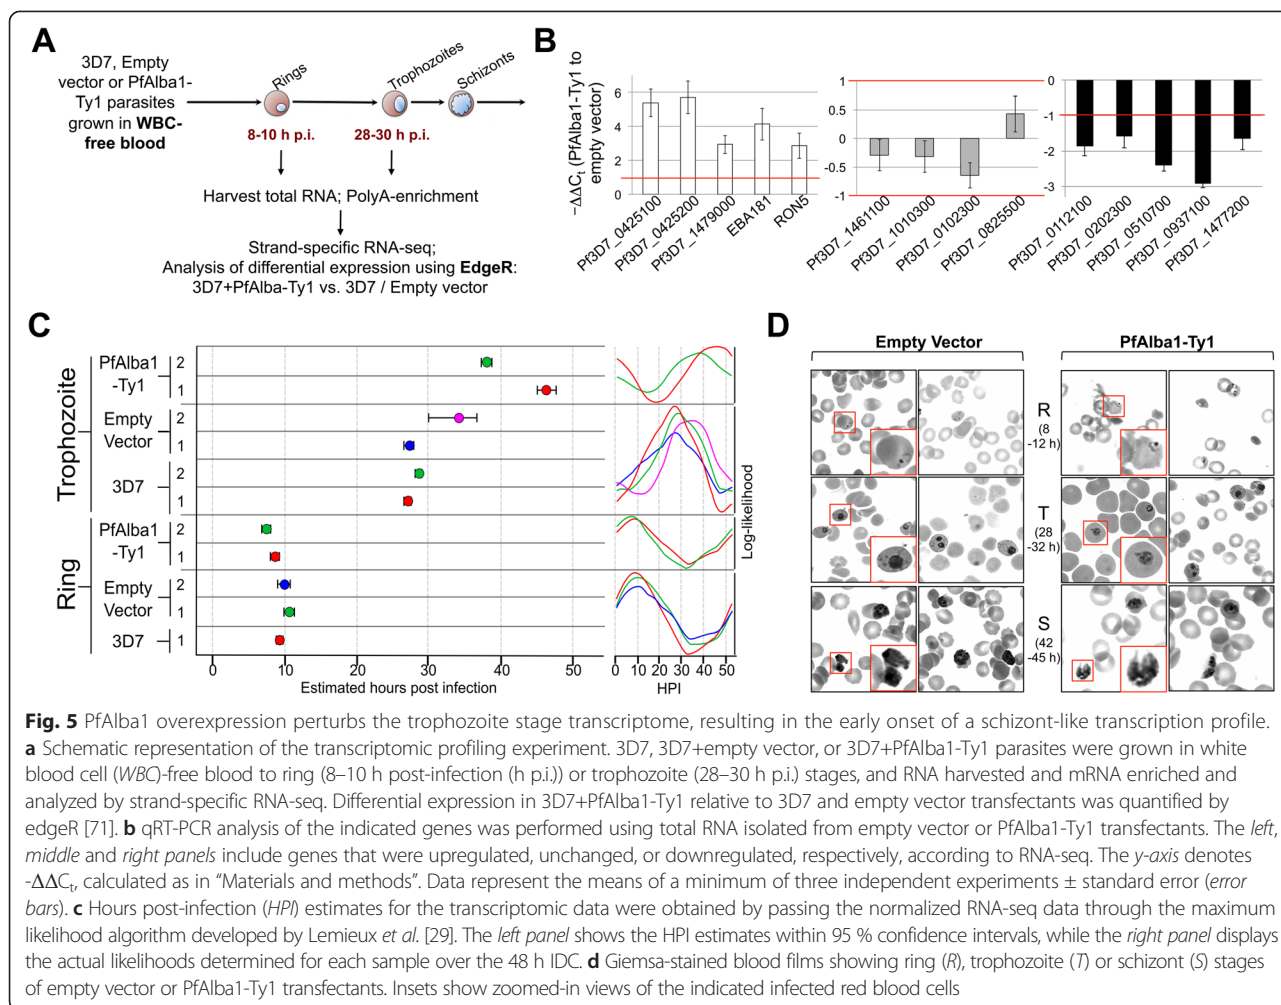 A
3D7, Empty
vector or PfAlba1-
Ty1 parasites
grown in WBC-
free blood
Rings
Trophozoites
Schizonts
8-10 h p.i.
28-30 h p.i.
Harvest total RNA; PolyA-enrichment
Strand-specific RNA-seq;
Analysis of differential expression using EdgeR:
3D7+PfAlba-Ty1 vs. 3D7 / Empty vector
B
−ΔΔCt (PfAlba1-Ty1 to
empty vector)
6
4
2
0
Pf3D7_0425100
Pf3D7_0425200
Pf3D7_1479000
EBA181
RON5
1
0.5
0
-0.5
-1
Pf3D7_1461100
Pf3D7_1010300
Pf3D7_0102300
Pf3D7_0825500
0
-1
-2
-3
Pf3D7_0112100
Pf3D7_0202300
Pf3D7_0510700
Pf3D7_0937100
Pf3D7_1477200
C
Trophozoite
PfAlba1
-Ty1
2
1
Empty
Vector
2
1
3D7
2
1
Ring
PfAlba1
-Ty1
2
1
Empty
Vector
2
1
3D7
1
0 10 20 30 40 50
Estimated hours post infection
0 10 20 30 40 50
HPI
Log-likelihood
D
Empty Vector
PfAlba1-Ty1
R
(8
-12 h)
T
(28
-32 h)
S
(42
-45 h)
Fig. 5 PfAlba1 overexpression perturbs the trophozoite stage transcriptome, resulting in the early onset of a schizont-like transcription profile.
a Schematic representation of the transcriptomic profiling experiment. 3D7, 3D7+empty vector, or 3D7+PfAlba1-Ty1 parasites were grown in white
blood cell (WBC)-free blood to ring (8–10 h post-infection (h p.i.)) or trophozoite (28–30 h p.i.) stages, and RNA harvested and mRNA enriched and
analyzed by strand-specific RNA-seq. Differential expression in 3D7+PfAlba1-Ty1 relative to 3D7 and empty vector transfectants was quantified by
edgeR [71]. b qRT-PCR analysis of the indicated genes was performed using total RNA isolated from empty vector or PfAlba1-Ty1 transfectants. The left,
middle and right panels include genes that were upregulated, unchanged, or downregulated, respectively, according to RNA-seq. The y-axis denotes
-ΔΔCt, calculated as in “Materials and methods”. Data represent the means of a minimum of three independent experiments ± standard error (error
bars). c Hours post-infection (HPI) estimates for the transcriptomic data were obtained by passing the normalized RNA-seq data through the maximum
likelihood algorithm developed by Lemieux et al. [29]. The left panel shows the HPI estimates within 95 % confidence intervals, while the right panel displays
the actual likelihoods determined for each sample over the 48 h IDC. d Giemsa-stained blood films showing ring (R), trophozoite (T) or schizont (S) stages
of empty vector or PfAlba1-Ty1 transfectants. Insets show zoomed-in views of the indicated infected red blood cells